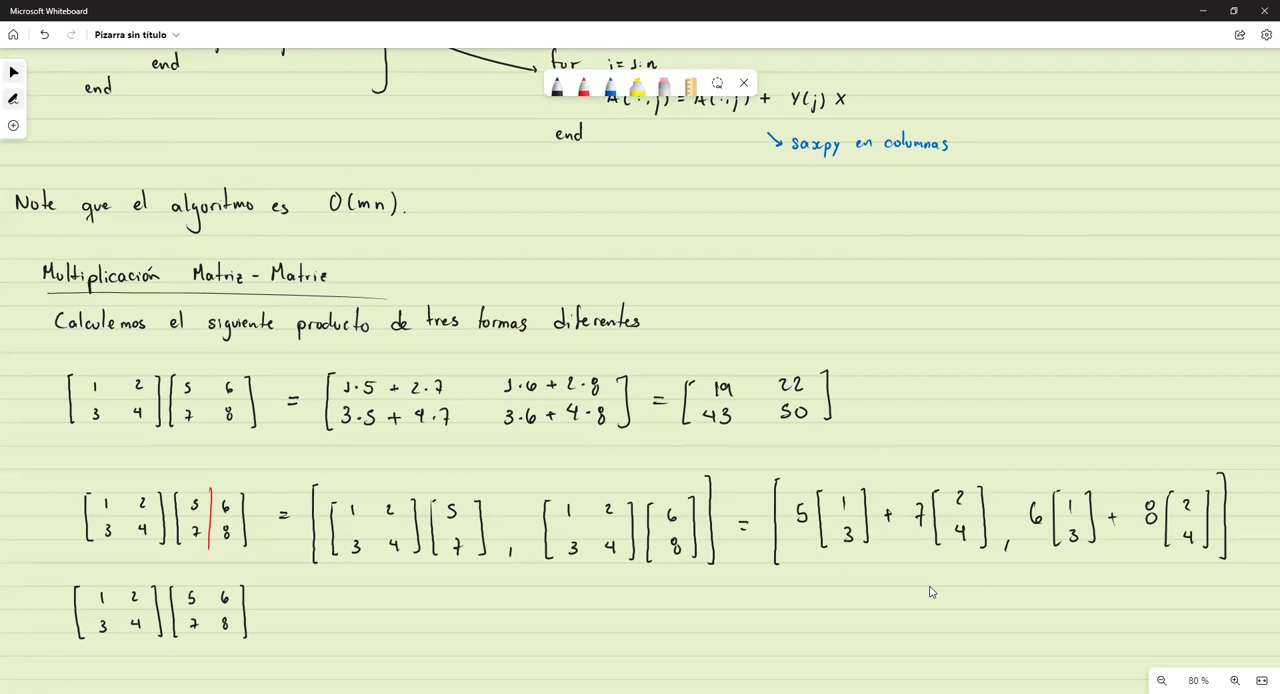 Microsoft Whiteboard
Pizarra sin título
end
for j=1:n
end
A(:,j) = A(:,j) + Y(j) X
end
saxpy en columnas
Note que el algoritmo es O(mn).
Multiplicación Matriz - Matriz
Calculemos el siguiente producto de tres formas diferentes
[1 2; 3 4][5 6; 7 8] = [1·5 + 2·7 1·6 + 2·8; 3·5 + 4·7 3·6 + 4·8] = [19 22; 43 50]
[1 2; 3 4][5 | 6; 7 | 8] = [[1 2; 3 4][5; 7], [1 2; 3 4][6; 8]] = [5[1; 3] + 7[2; 4], 6[1; 3] + 8[2; 4]]
[1 2; 3 4][5 6; 7 8]
80 %